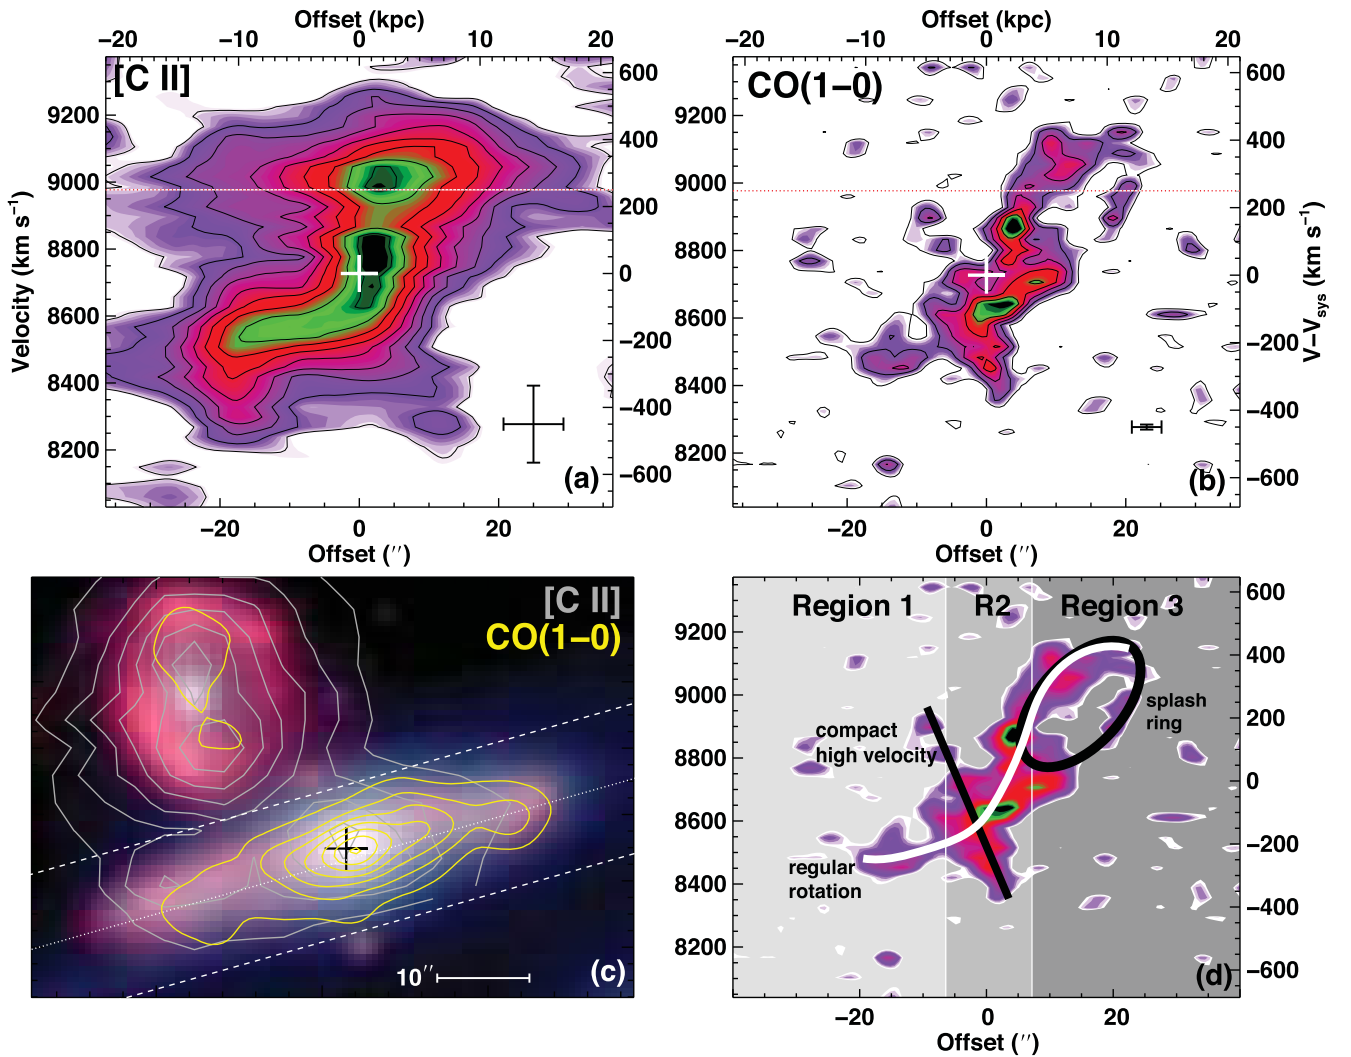 Offset (kpc)
−20 −10 0 10 20
[C II]
9200
9000
8800
8600
8400
8200
Velocity (km s−1)
600
400
200
0
−200
−400
−600
(a)
−20 0 20
Offset (′′)
Offset (kpc)
−20 −10 0 10 20
CO(1−0)
9200
9000
8800
8600
8400
8200
600
400
200
0
−200
−400
−600
V−Vsys (km s−1)
(b)
−20 0 20
Offset (′′)
[C II]
CO(1−0)
10′′
(c)
Region 1 R2 Region 3
9200
9000
8800
8600
8400
8200
compact
high velocity
splash
ring
regular
rotation
600
400
200
0
−200
−400
−600
(d)
−20 0 20
Offset (′′)